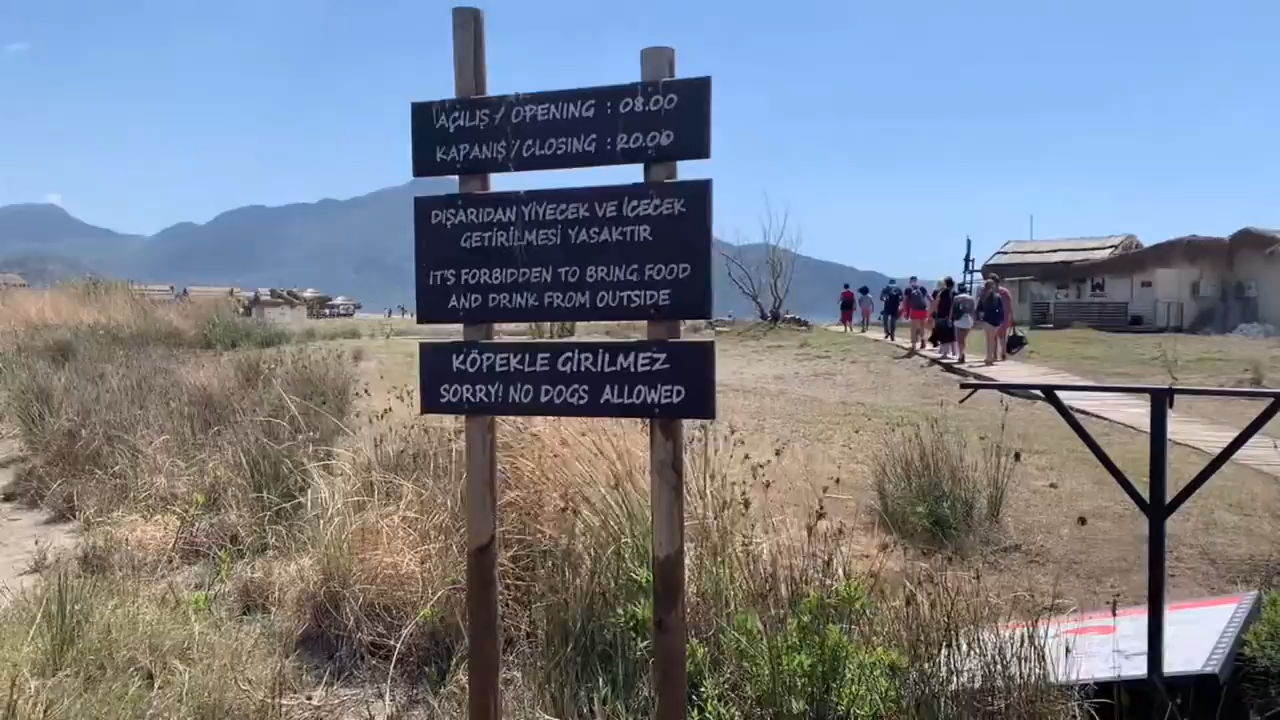 AÇILIŞ / OPENING : 08.00
KAPANIŞ / CLOSING : 20.00
DIŞARIDAN YİYECEK VE İCECEK
GETİRİLMESİ YASAKTIR
IT'S FORBIDDEN TO BRING FOOD
AND DRINK FROM OUTSIDE
KÖPEKLE GİRİLMEZ
SORRY! NO DOGS ALLOWED